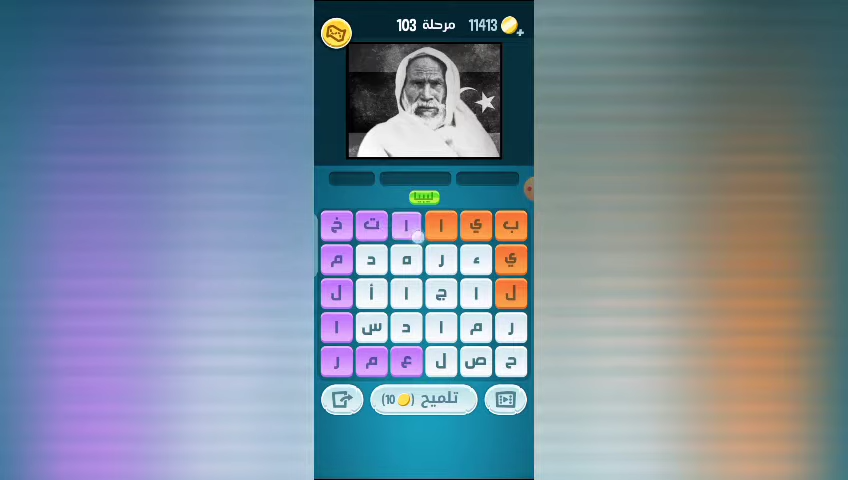 مرحلة 103 11413
ليبيا
ب ي ا ا ت خ
ي ء ر ه د م
ل ا ج ا أ ل
ر م ا د س ا
ح ص ل ع م ر
تلميح (10)